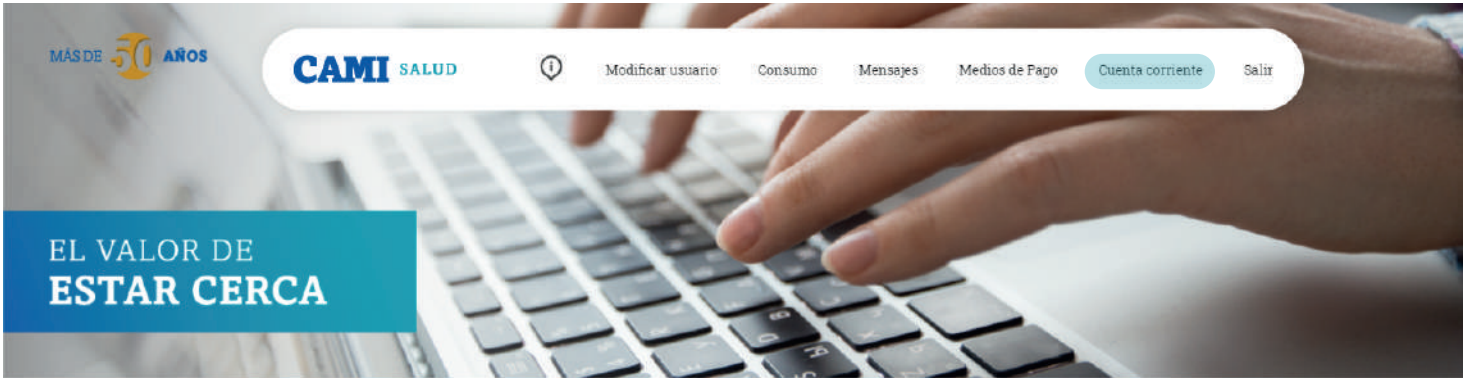 MÁS DE 50 AÑOS
CAMI SALUD
Modificar usuario
Consumo
Mensajes
Medios de Pago
Cuenta corriente
Salir
EL VALOR DE
ESTAR CERCA